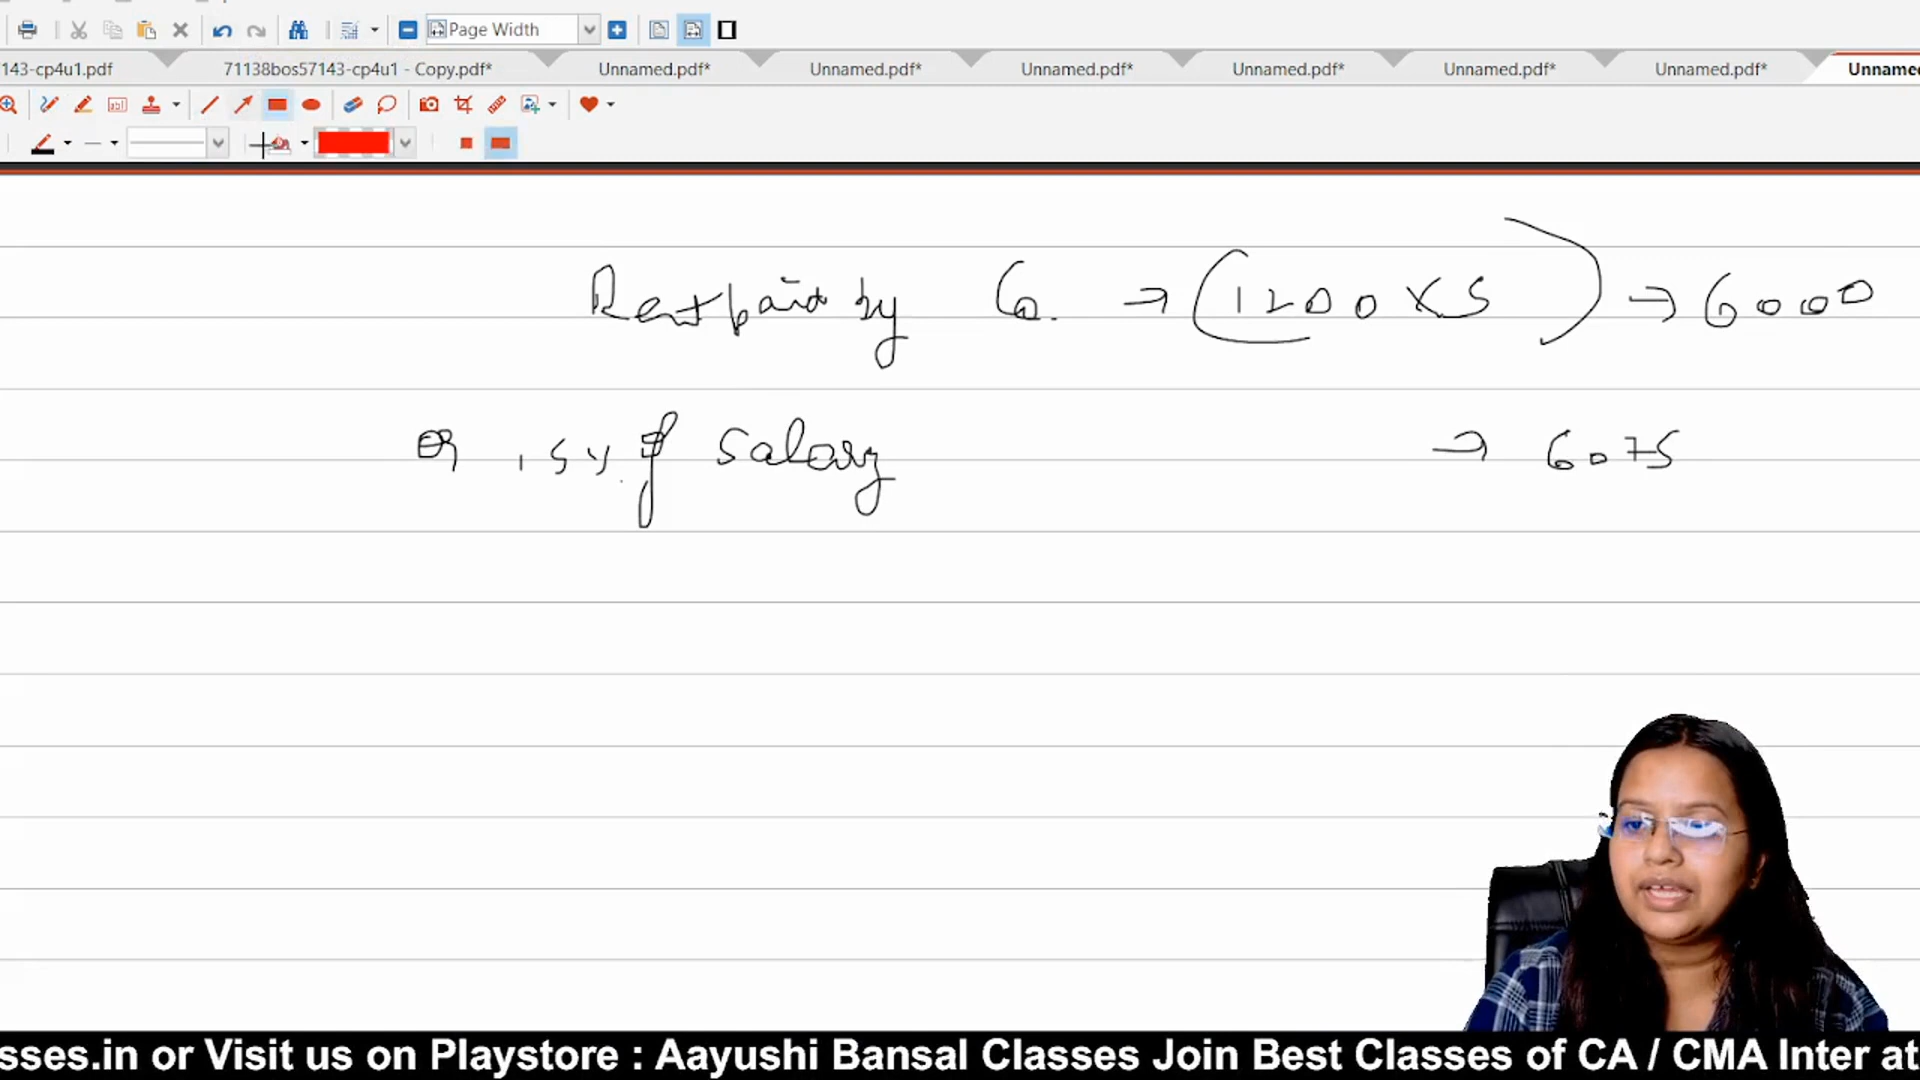 Page Width
143-cp4u1.pdf 71138bos57143-cp4u1 - Copy.pdf* Unnamed.pdf* Unnamed.pdf* Unnamed.pdf* Unnamed.pdf* Unnamed.pdf* Unnamed.pdf* Unname
Rent paid by Co. → (1200 X 5) → 6000
or 15% of salary → 6075
sses.in or Visit us on Playstore : Aayushi Bansal Classes Join Best Classes of CA / CMA Inter at